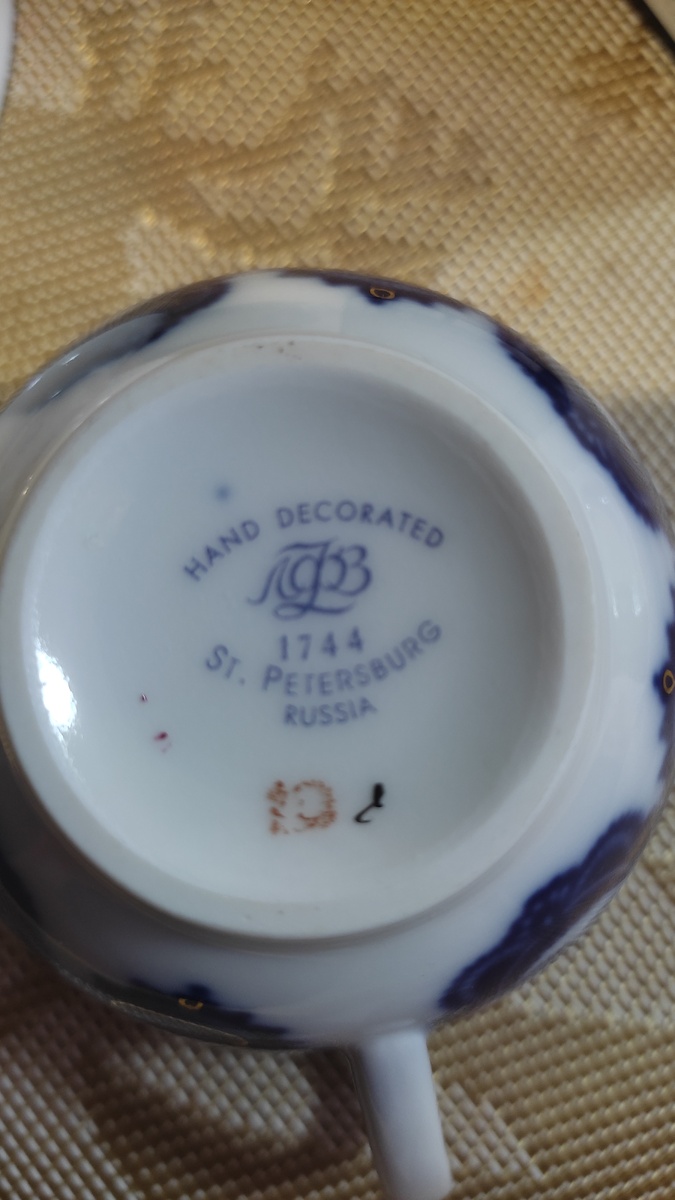 HAND DECORATED
ЛФЗ
1744
ST. PETERSBURG
RUSSIA